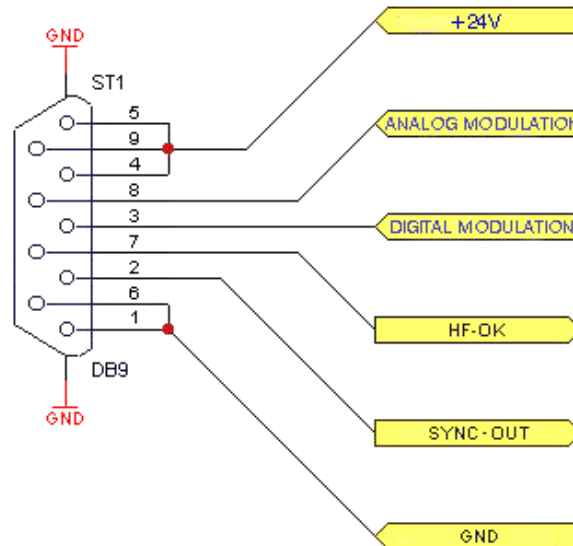 +24V
GND
ST1
5
9
4
8
3
7
2
6
1
ANALOG MODULATION
DIGITAL MODULATION
HF-OK
DB9
GND
SYNC-OUT
GND